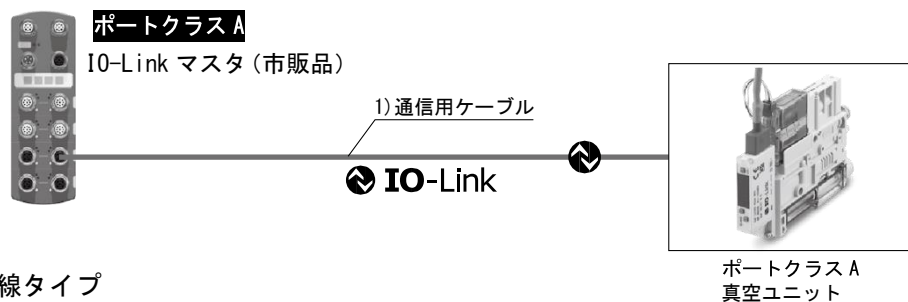 ポートクラスA
IO-Link マスタ(市販品)
1)通信用ケーブル
IO-Link
ポートクラスA
真空ユニット
線タイプ